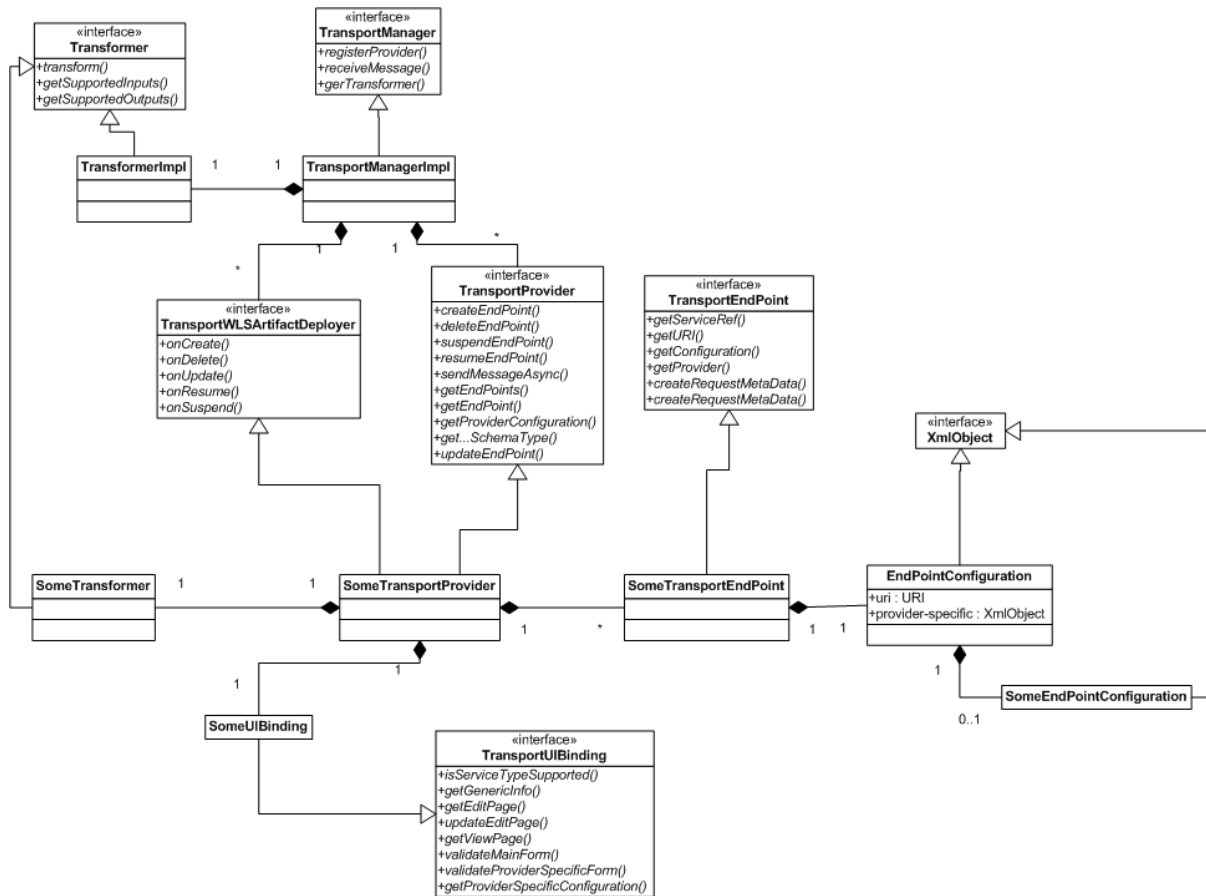 «interface»
Transformer
+transform()
+getSupportedInputs()
+getSupportedOutputs()
«interface»
TransportManager
+registerProvider()
+receiveMessage()
+gerTransformer()
TransformerImpl
1
1
TransportManagerImpl
1
*
1
*
«interface»
TransportWLSArtifactDeployer
+onCreate()
+onDelete()
+onUpdate()
+onResume()
+onSuspend()
«interface»
TransportProvider
+createEndPoint()
+deleteEndPoint()
+suspendEndPoint()
+resumeEndPoint()
+sendMessageAsync()
+getEndPoints()
+getEndPoint()
+getProviderConfiguration()
+get...SchemaType()
+updateEndPoint()
«interface»
TransportEndPoint
+getServiceRef()
+getURI()
+getConfiguration()
+getProvider()
+createRequestMetaData()
+createRequestMetaData()
«interface»
XmlObject
SomeTransformer
1
1
SomeTransportProvider
1
*
SomeTransportEndPoint
1
1
EndPointConfiguration
+uri : URI
+provider-specific : XmlObject
1
0..1
SomeEndPointConfiguration
1
1
SomeUIBinding
«interface»
TransportUIBinding
+isServiceTypeSupported()
+getGenericInfo()
+getEditPage()
+updateEditPage()
+getViewPage()
+validateMainForm()
+validateProviderSpecificForm()
+getProviderSpecificConfiguration()